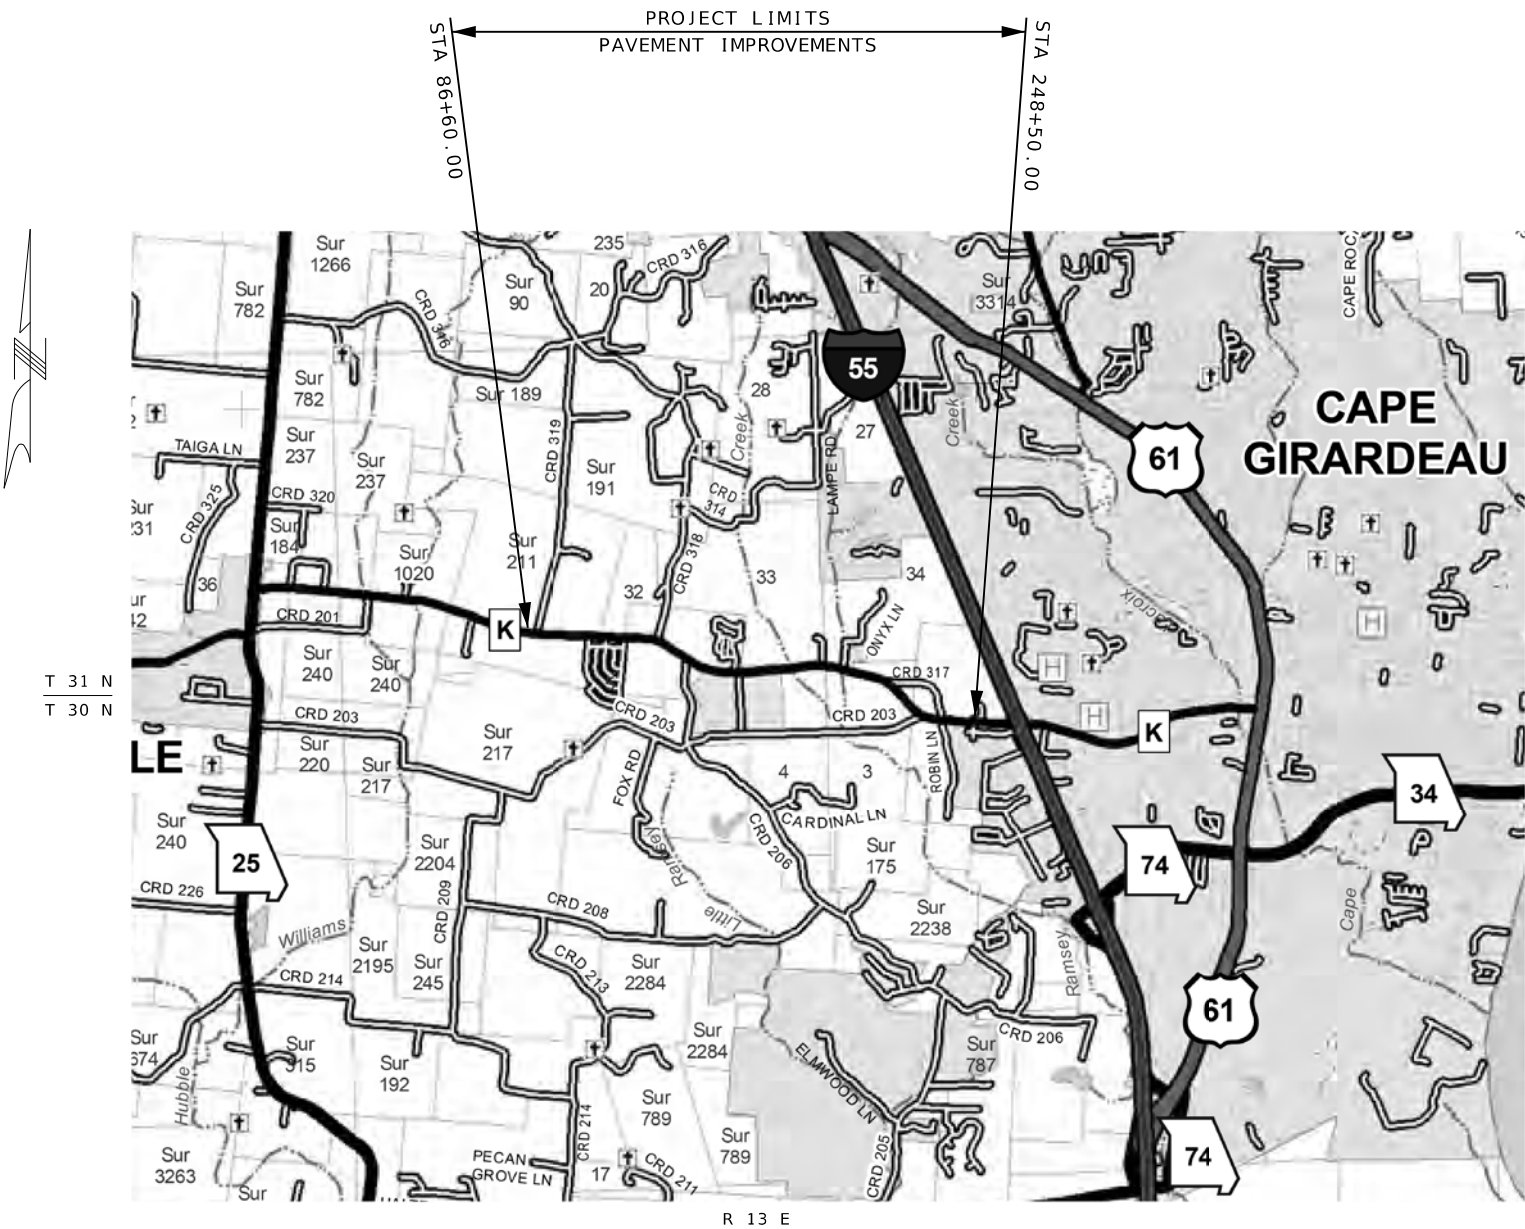 PROJECT LIMITS
PAVEMENT IMPROVEMENTS
STA 86+60.00
STA 248+50.00
Sur
1266
235
CRD 316
Sur
90
20
Sur
782
CRD 346
Sur
3314
CAPE ROC
55
28
Sur
782
Sur 189
CAPE
GIRARDEAU
Creek
Creek
27
61
TAIGA LN
Sur
237
Sur
237
CRD 319
Sur
191
LAMPE RD
CRD 325
CRD 320
CRD
314
Sur
184
231
Sur
1020
Sur
211
CRD 318
33
34
36
32
42
CRD 201
K
ONYX LN
H
H
H
Sur
240
Sur
240
CRD 317
T 31 N
T 30 N
CRD 203
CRD 203
CRD 203
K
Sur
217
LE
Sur
220
Sur
217
FOX RD
4
3
ROBIN LN
34
CARDINAL LN
Sur
240
CRD 206
Sur
2204
Ramsey
Sur
175
25
74
CRD 226
CRD 209
CRD 208
Little
Sur
2238
Cape
Williams
Sur
2195
Sur
245
CRD 213
Sur
2284
Ramsey
CRD 214
61
674
Sur
315
Sur
192
Sur
2284
CRD 206
Sur
787
ELMWOOD LN
Hubble
Sur
789
CRD 214
Sur
789
Sur
3263
PECAN
GROVE LN
17
CRD 211
CRD 205
74
Sur
R 13 E